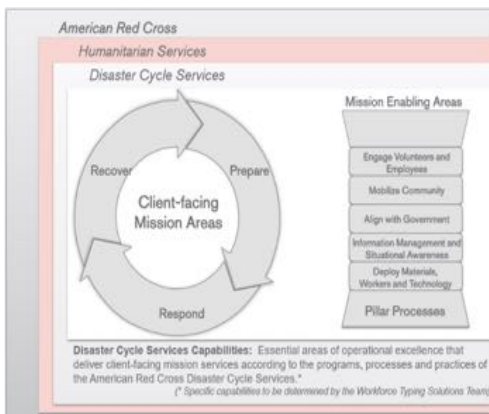 American Red Cross
Humanitarian Services
Disaster Cycle Services
Recover
Prepare
Client-facing
Mission Areas
Respond
Mission Enabling Areas
Engage Volunteers and
Employees
Mobilize Community
Align with Government
Information Management and
Situational Awareness
Deploy Materials,
Workers and Technology
Pillar Processes
Disaster Cycle Services Capabilities: Essential areas of operational excellence that
deliver client-facing mission services according to the programs, processes and practices of
the American Red Cross Disaster Cycle Services.*
(* Specific capabilities to be determined by the Workforce Typing Solutions Team)